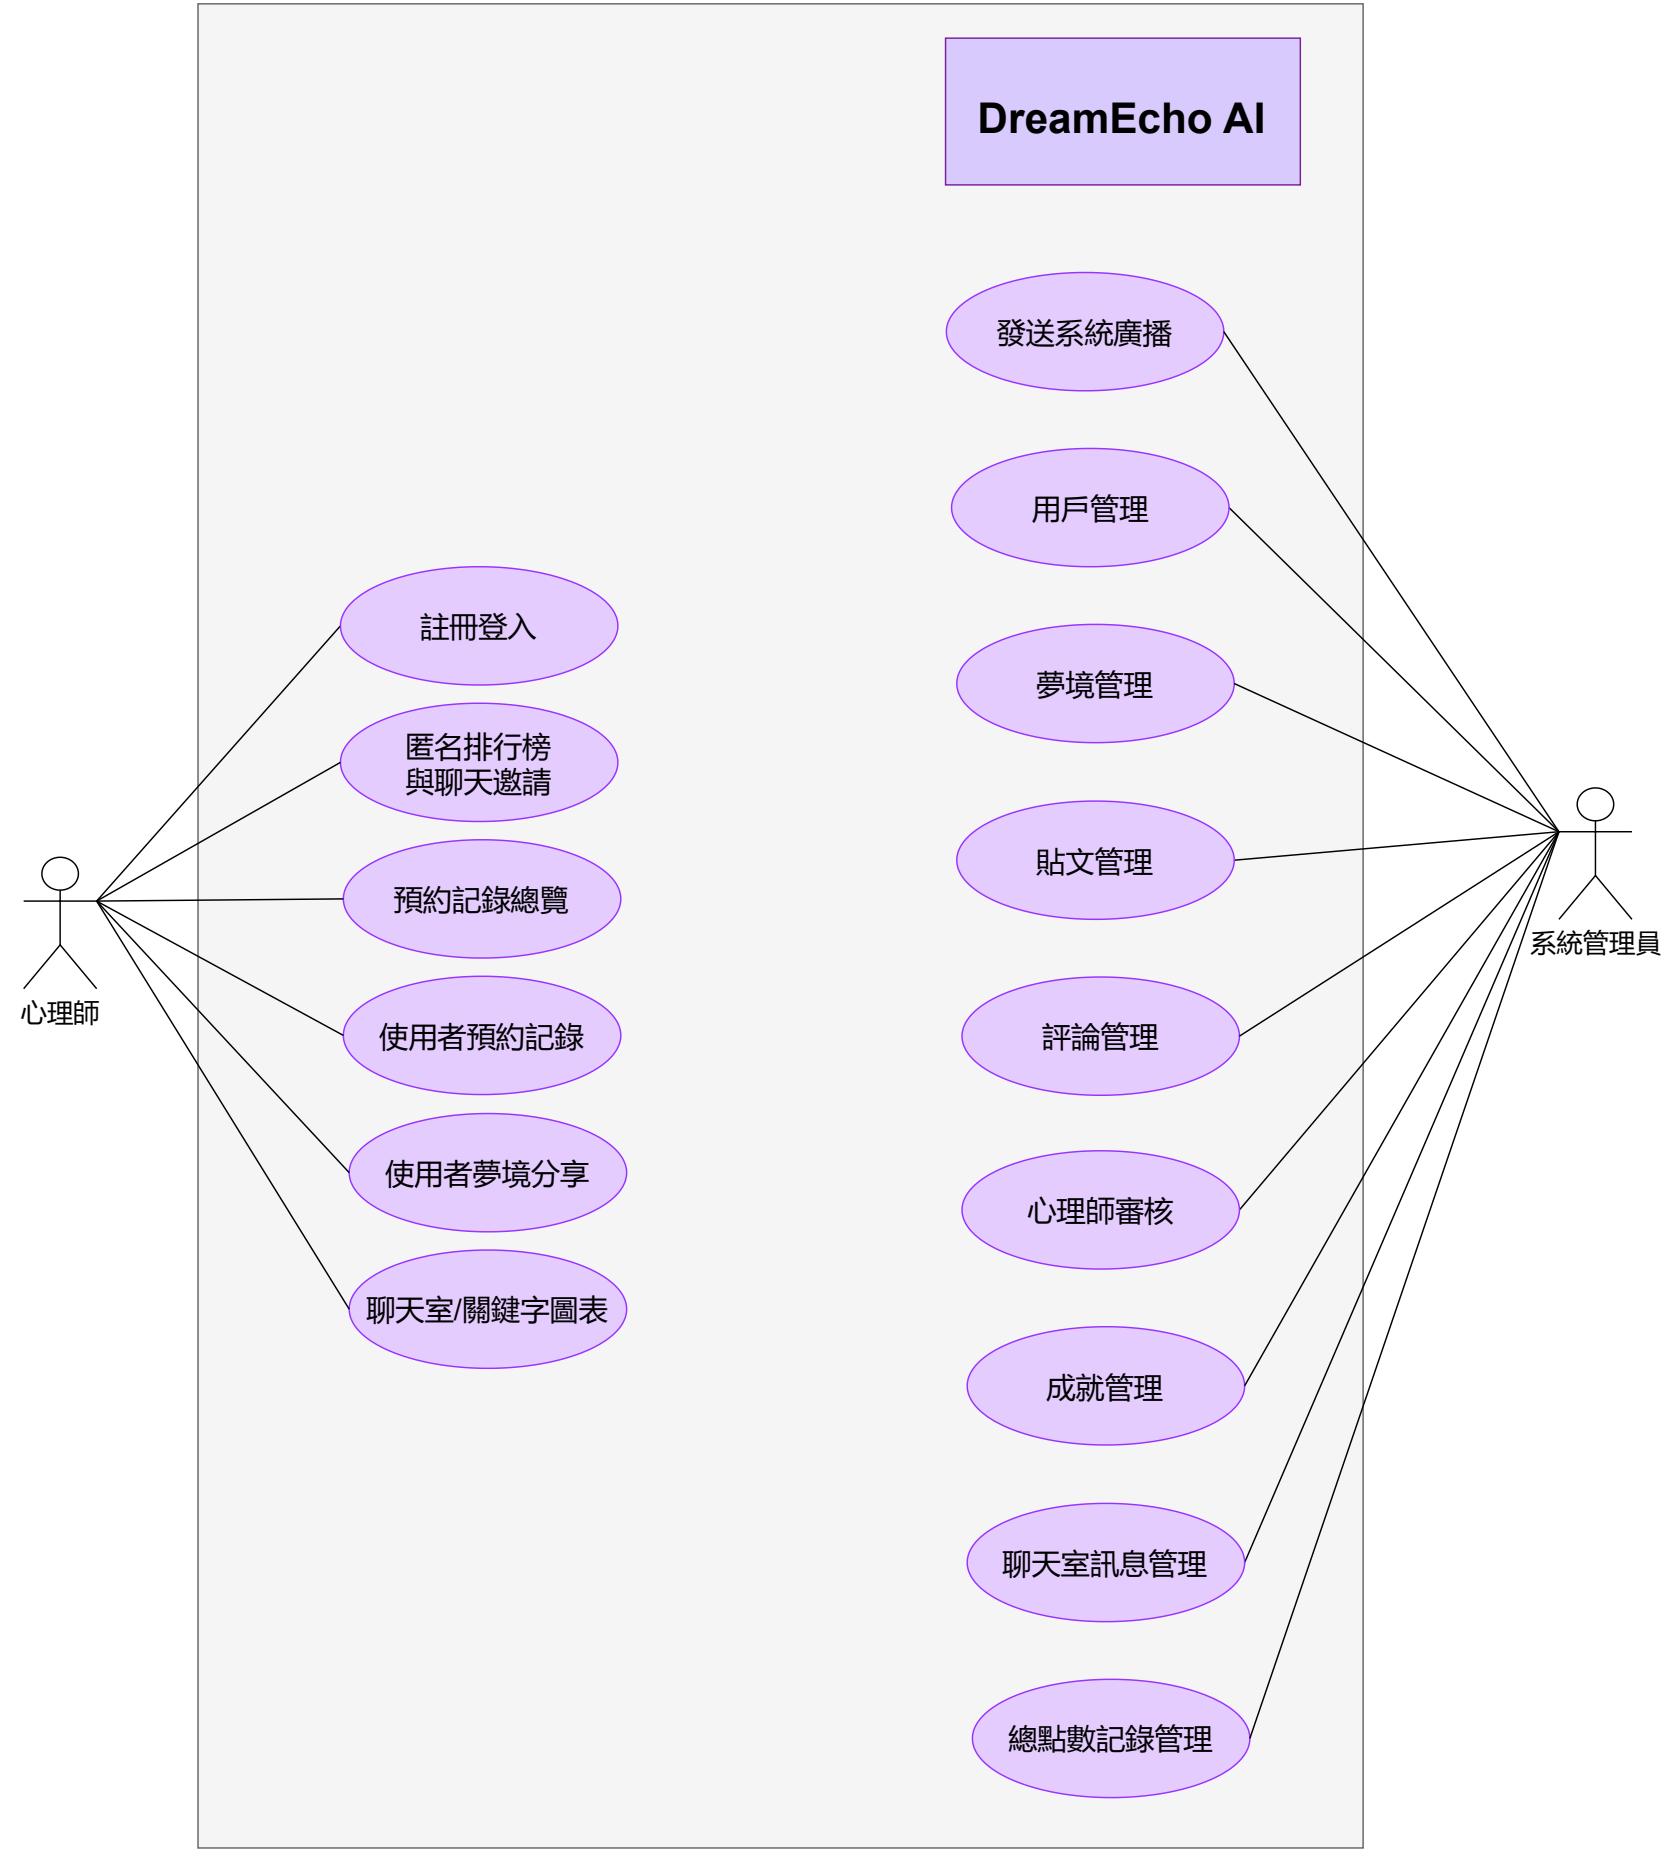 DreamEcho AI
發送系統廣播
用戶管理
夢境管理
貼文管理
評論管理
心理師審核
成就管理
聊天室訊息管理
總點數記錄管理
註冊登入
匿名排行榜
與聊天邀請
預約記錄總覽
使用者預約記錄
使用者夢境分享
聊天室/關鍵字圖表
心理師
系統管理員